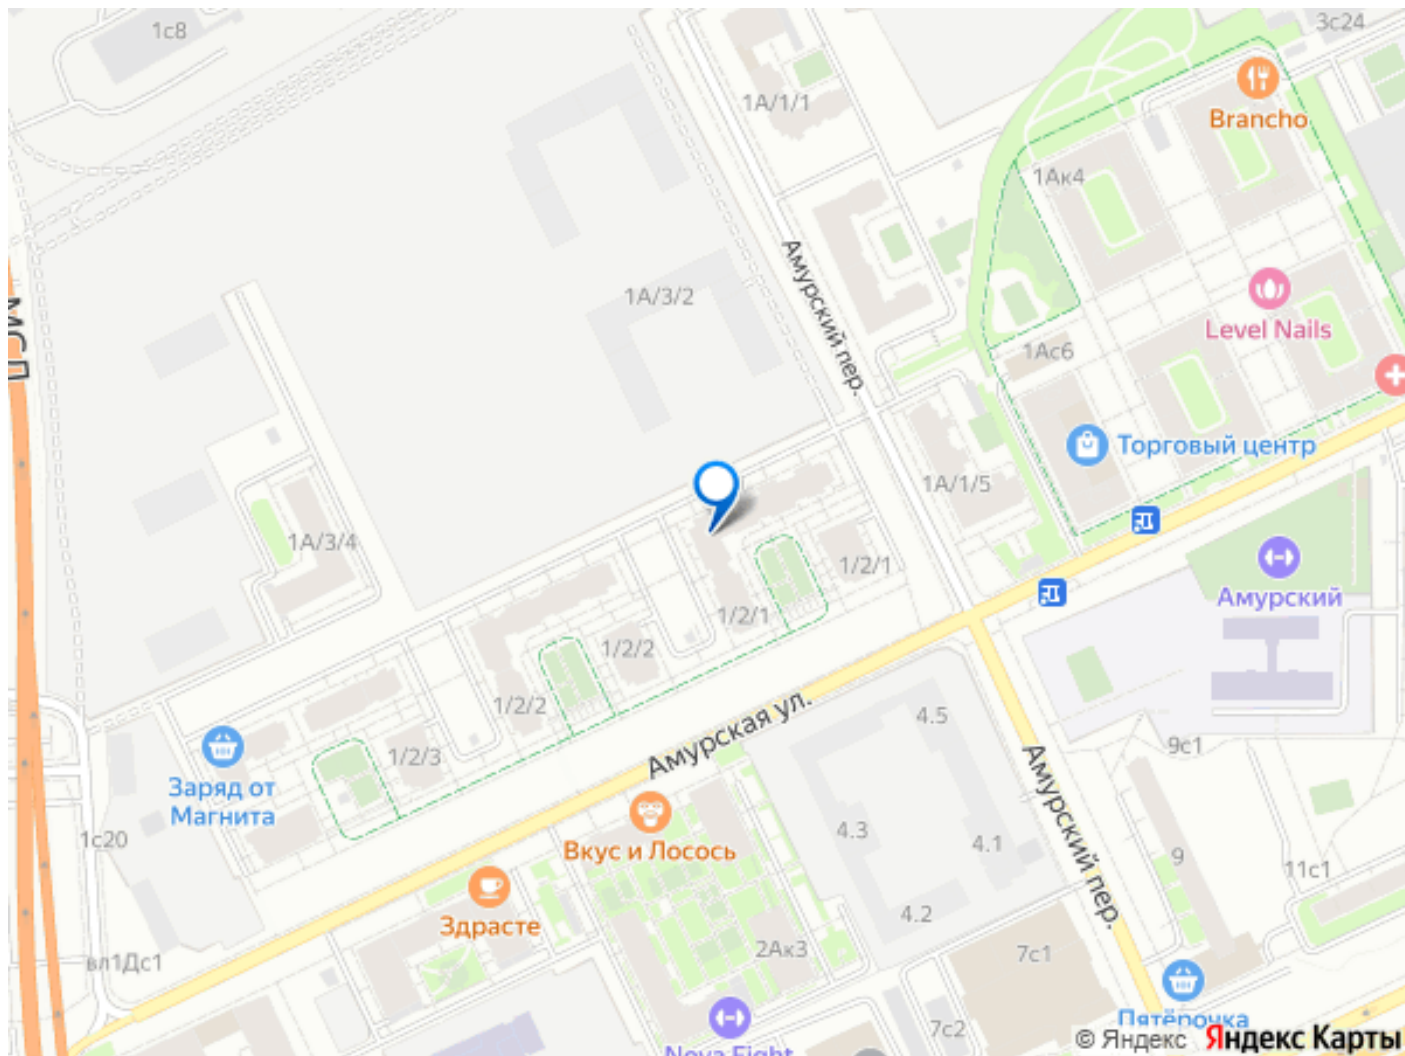 1с8
3с24
Brancho
1А/1/1
1Ак4
Амурский пер.
1А/3/2
Level Nails
1Ас6
Торговый центр
1А/1/5
1А/3/4
1/2/1
1/2/1
Амурский
1/2/2
1/2/2
Амурская ул.
4.5
9с1
1/2/3
Заряд от
Магнита
1с20
Вкус и Лосось
4.3
4.1
Амурский пер.
9
11с1
Здрасте
4.2
2Ак3
7с1
вл1Дс1
7с2
Пятёрочка
Nova Fight
© Яндекс Яндекс Карты